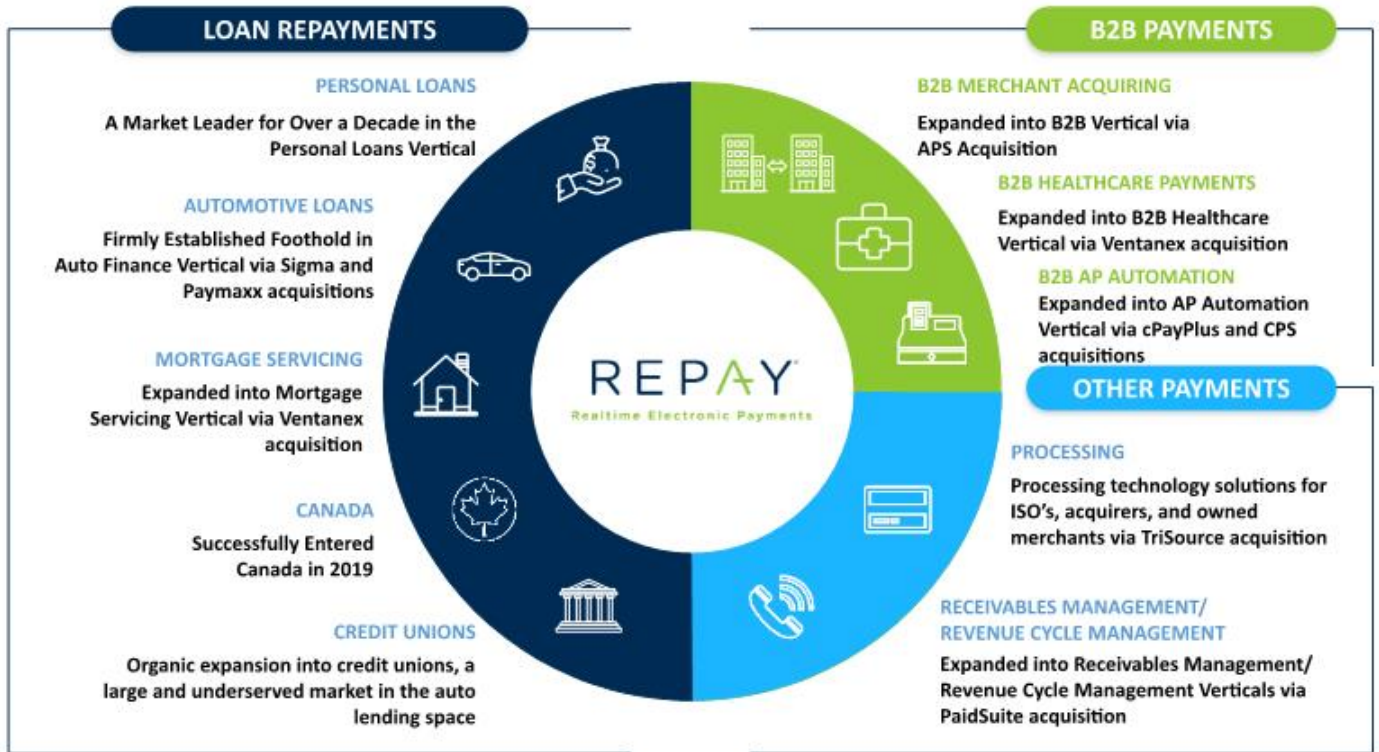 LOAN REPAYMENTS
PERSONAL LOANS
A Market Leader for Over a Decade in the
Personal Loans Vertical
AUTOMOTIVE LOANS
Firmly Established Foothold in
Auto Finance Vertical via Sigma and
Paymaxx acquisitions
MORTGAGE SERVICING
Expanded into Mortgage
Servicing Vertical via Ventanex
acquisition
CANADA
Successfully Entered
Canada in 2019
CREDIT UNIONS
Organic expansion into credit unions, a
large and underserved market in the auto
lending space
REPAY
Realtime Electronic Payments
B2B PAYMENTS
B2B MERCHANT ACQUIRING
Expanded into B2B Vertical via
APS Acquisition
B2B HEALTHCARE PAYMENTS
Expanded into B2B Healthcare
Vertical via Ventanex acquisition
B2B AP AUTOMATION
Expanded into AP Automation
Vertical via cPayPlus and CPS
acquisitions
OTHER PAYMENTS
PROCESSING
Processing technology solutions for
ISO's, acquirers, and owned
merchants via TriSource acquisition
RECEIVABLES MANAGEMENT/
REVENUE CYCLE MANAGEMENT
Expanded into Receivables Management/
Revenue Cycle Management Verticals via
PaidSuite acquisition